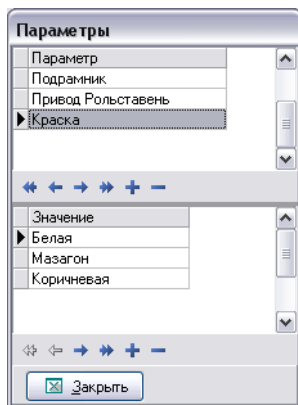 Параметры
Параметр
Подрамник
Привод Рольставень
Краска
Значение
Белая
Мазагон
Коричневая
Закрыть